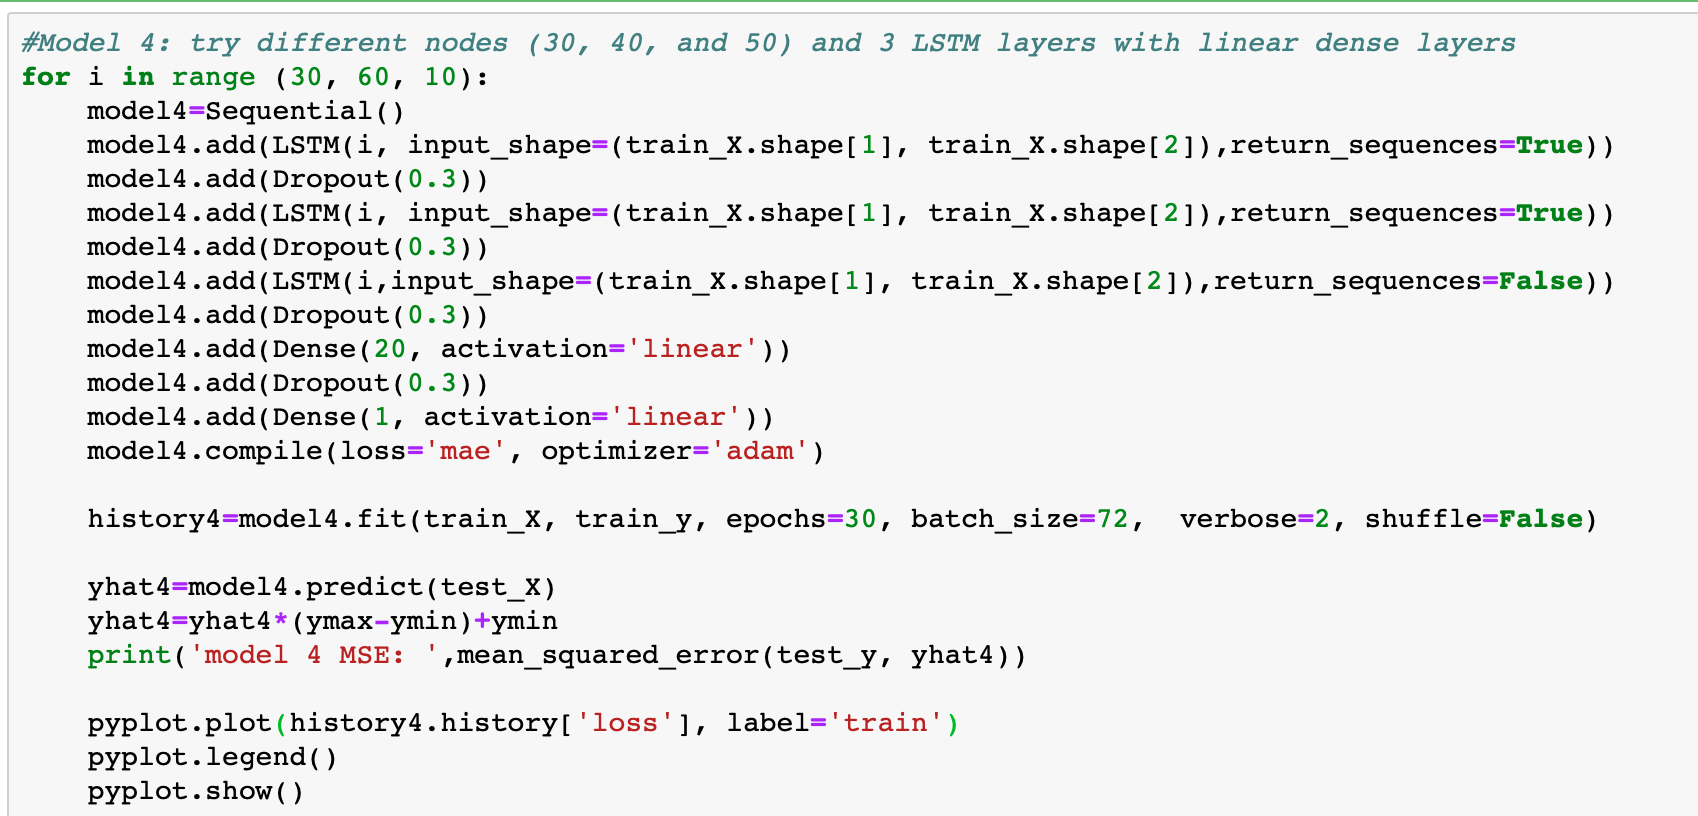 #Model 4: try different nodes (30, 40, and 50) and 3 LSTM layers with linear dense layers
for i in range (30, 60, 10):
    model4=Sequential()
    model4.add(LSTM(i, input_shape=(train_X.shape[1], train_X.shape[2]),return_sequences=True))
    model4.add(Dropout(0.3))
    model4.add(LSTM(i, input_shape=(train_X.shape[1], train_X.shape[2]),return_sequences=True))
    model4.add(Dropout(0.3))
    model4.add(LSTM(i,input_shape=(train_X.shape[1], train_X.shape[2]),return_sequences=False))
    model4.add(Dropout(0.3))
    model4.add(Dense(20, activation='linear'))
    model4.add(Dropout(0.3))
    model4.add(Dense(1, activation='linear'))
    model4.compile(loss='mae', optimizer='adam')

    history4=model4.fit(train_X, train_y, epochs=30, batch_size=72,  verbose=2, shuffle=False)

    yhat4=model4.predict(test_X)
    yhat4=yhat4*(ymax-ymin)+ymin
    print('model 4 MSE: ',mean_squared_error(test_y, yhat4))

    pyplot.plot(history4.history['loss'], label='train')
    pyplot.legend()
    pyplot.show()